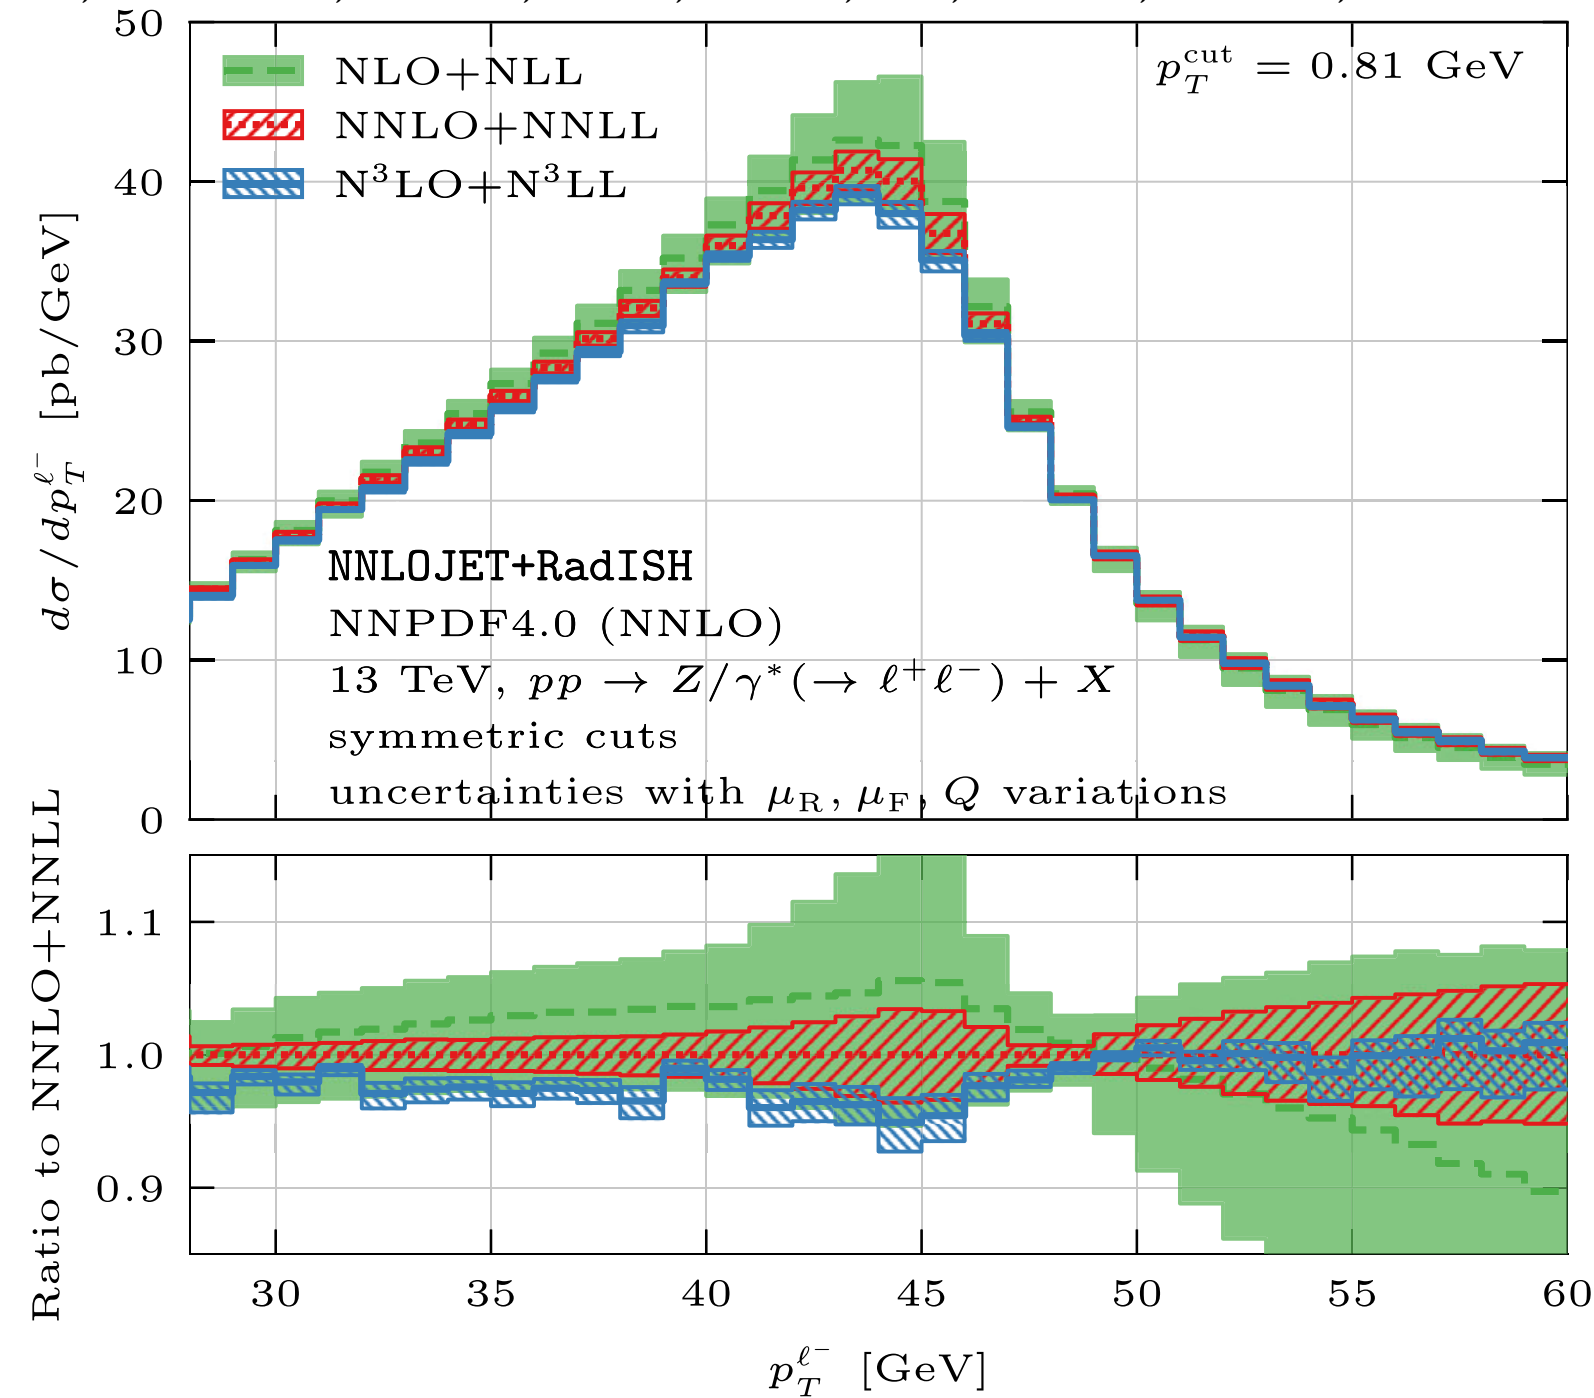 50
40
30
20
10
0
dσ/dp_T^{ℓ^-} [pb/GeV]
NLO+NLL
NNLO+NNLL
N³LO+N³LL
p_T^{cut} = 0.81 GeV
NNLOJET+RadISH
NNPDF4.0 (NNLO)
13 TeV, pp → Z/γ*(→ ℓ⁺ℓ⁻) + X
symmetric cuts
uncertainties with μ_R, μ_F, Q variations
1.1
1.0
0.9
Ratio to NNLO+NNLL
30 35 40 45 50 55 60
p_T^{ℓ^-} [GeV]